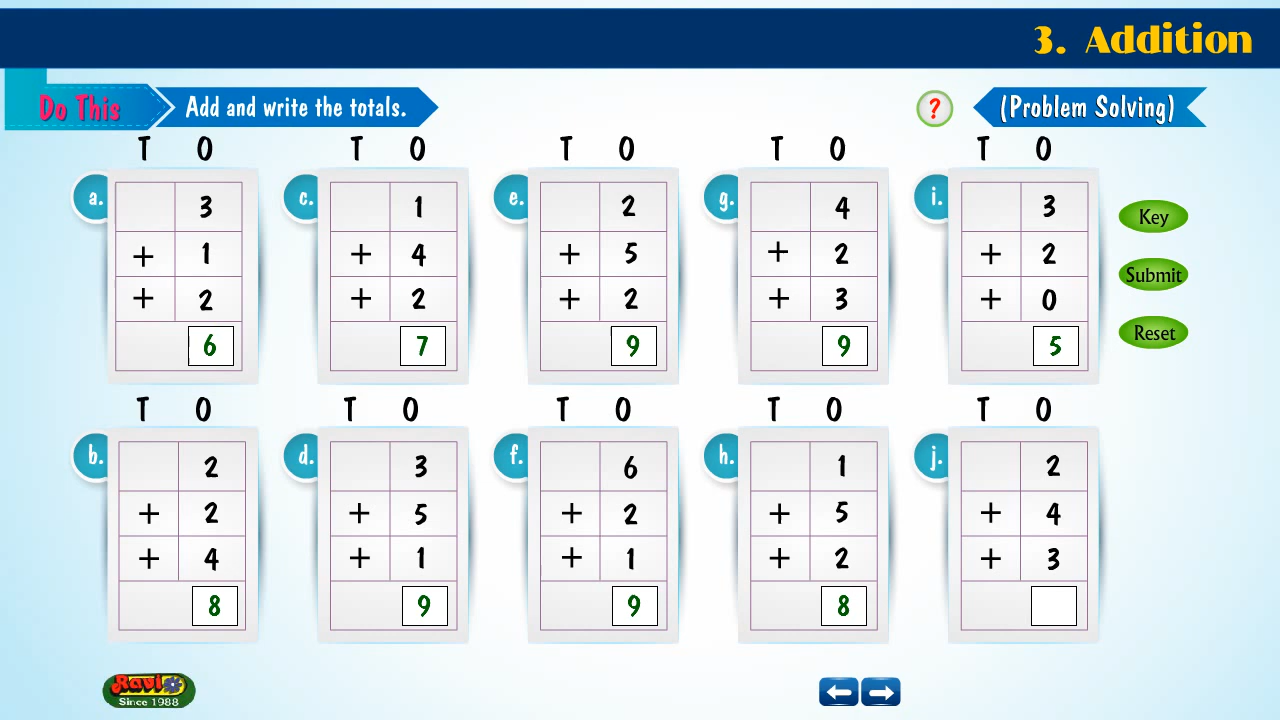 3. Addition
Do This
Add and write the totals.
?
(Problem Solving)
T O
T O
T O
T O
T O
a.
3
+ 1
+ 2
6
c.
1
+ 4
+ 2
7
e.
2
+ 5
+ 2
9
g.
4
+ 2
+ 3
9
i.
3
+ 2
+ 0
5
Key
Submit
Reset
T O
T O
T O
T O
T O
b.
2
+ 2
+ 4
8
d.
3
+ 5
+ 1
9
f.
6
+ 2
+ 1
9
h.
1
+ 5
+ 2
8
j.
2
+ 4
+ 3
Ravi
Since 1988